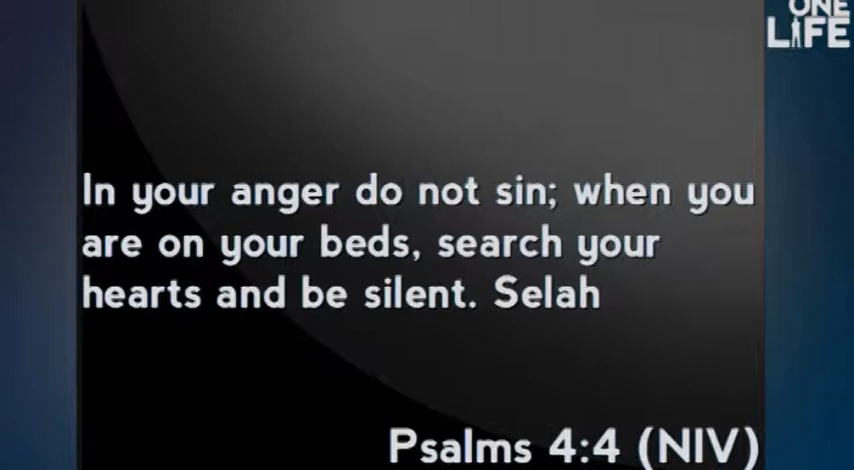 ONE
LIFE
In your anger do not sin; when you
are on your beds, search your
hearts and be silent. Selah
Psalms 4:4 (NIV)